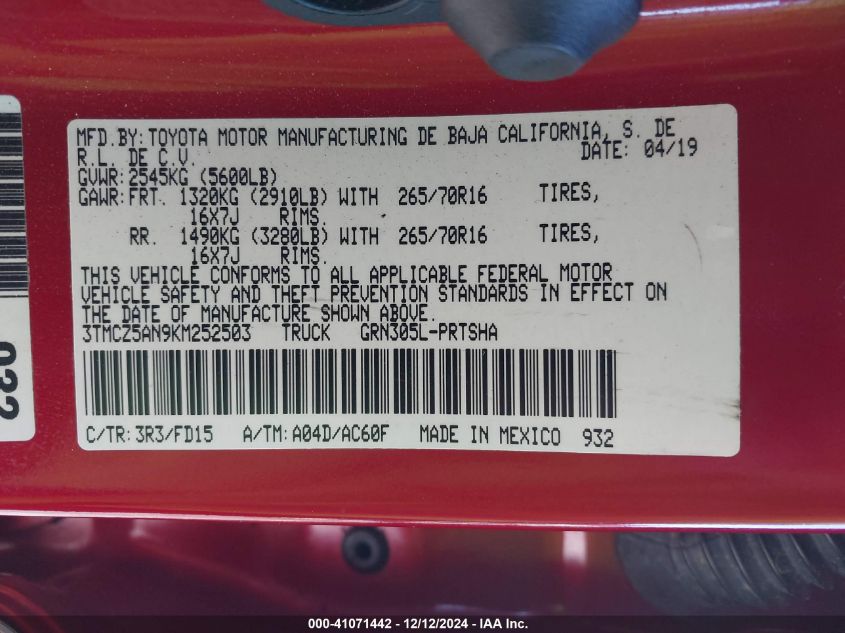 MFD.BY:TOYOTA MOTOR MANUFACTURING DE BAJA CALIFORNIA, S. DE
R.L. DE C.V. DATE: 04/19
GVWR:2545KG (5600LB)
GAWR:FRT. 1320KG (2910LB) WITH 265/70R16 TIRES,
16X7J RIMS.
RR. 1490KG (3280LB) WITH 265/70R16 TIRES,
16X7J RIMS.
THIS VEHICLE CONFORMS TO ALL APPLICABLE FEDERAL MOTOR
VEHICLE SAFETY AND THEFT PREVENTION STANDARDS IN EFFECT ON
THE DATE OF MANUFACTURE SHOWN ABOVE.
3TMCZ5AN9KM252503 TRUCK GRN305L-PRTSHA
C/TR:3R3/FD15 A/TM:A04D/AC60F MADE IN MEXICO 932
932
000-41071442 - 12/12/2024 - IAA Inc.